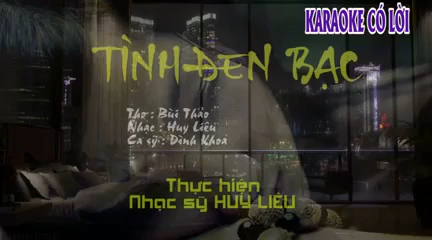 KARAOKE CÓ LỜI
TÌNH ĐEN BẠC
Thơ : Bùi Thảo
Nhạc : Huy Liêu
Ca sỹ : Đình Khoa
Thực hiện
Nhạc sỹ HUY LIÊU